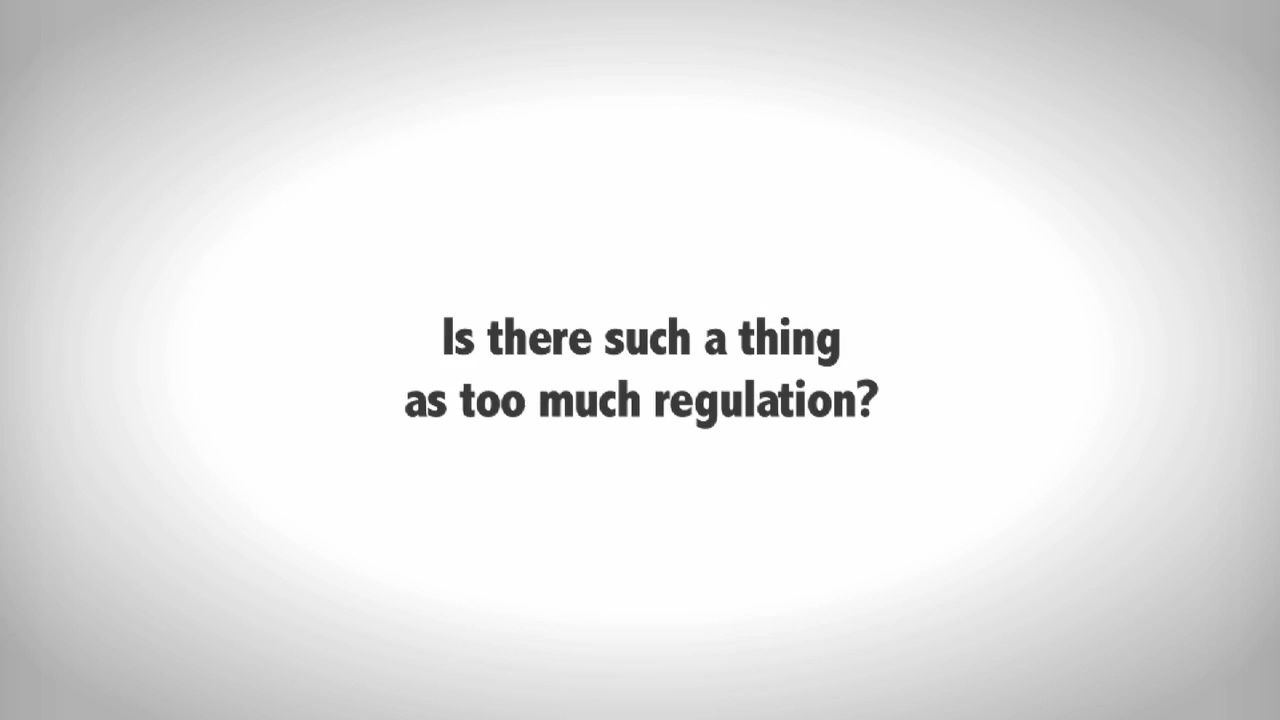 Is there such a thing
as too much regulation?